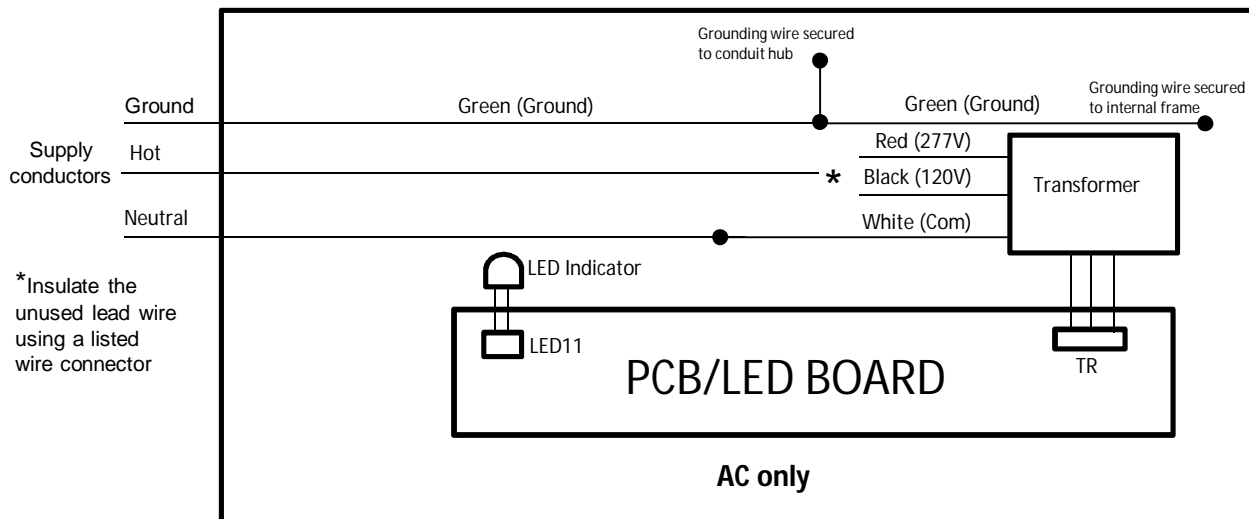 Grounding wire secured
to conduit hub
Grounding wire secured
to internal frame
Ground
Green (Ground)
Green (Ground)
Supply
conductors
Hot
Red (277V)
*
Black (120V)
Transformer
Neutral
White (Com)
*Insulate the
unused lead wire
using a listed
wire connector
LED Indicator
LED11
TR
PCB/LED BOARD
AC only